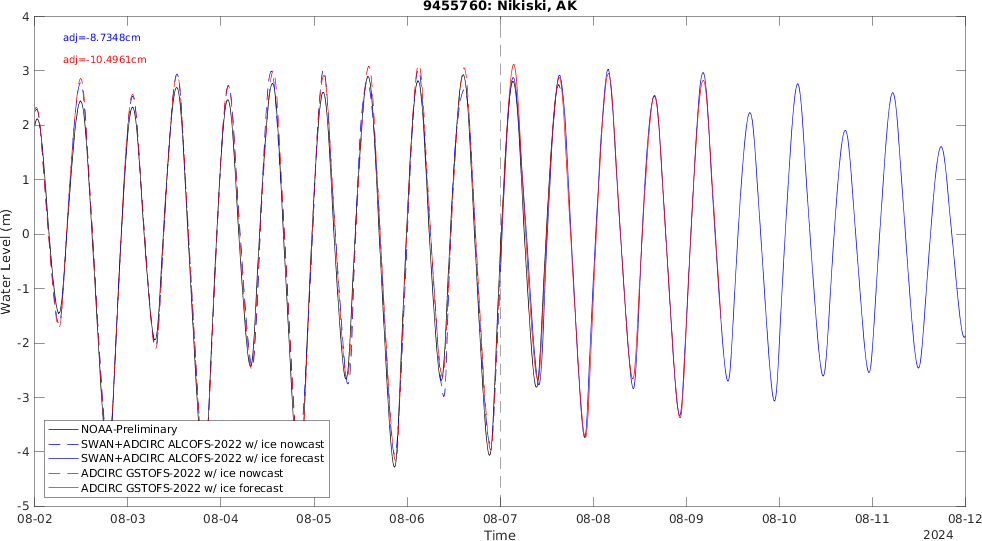 9455760: Nikiski, AK
adj=-8.7348cm
adj=-10.4961cm
Water Level (m)
4
3
2
1
0
-1
-2
-3
-4
-5
NOAA-Preliminary
SWAN+ADCIRC ALCOFS-2022 w/ ice nowcast
SWAN+ADCIRC ALCOFS-2022 w/ ice forecast
ADCIRC GSTOFS-2022 w/ ice nowcast
ADCIRC GSTOFS-2022 w/ ice forecast
08-02 08-03 08-04 08-05 08-06 08-07 08-08 08-09 08-10 08-11 08-12
Time
2024